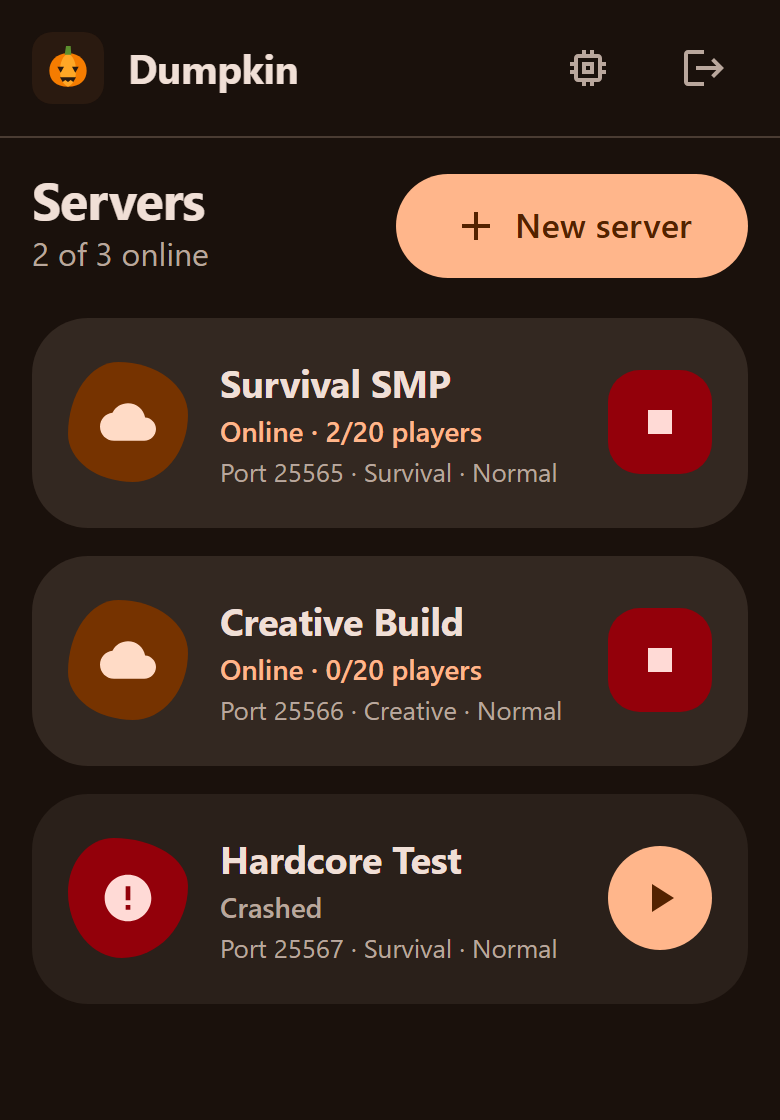 Dumpkin
Servers
2 of 3 online
New server
Survival SMP
Online · 2/20 players
Port 25565 · Survival · Normal
Creative Build
Online · 0/20 players
Port 25566 · Creative · Normal
Hardcore Test
Crashed
Port 25567 · Survival · Normal